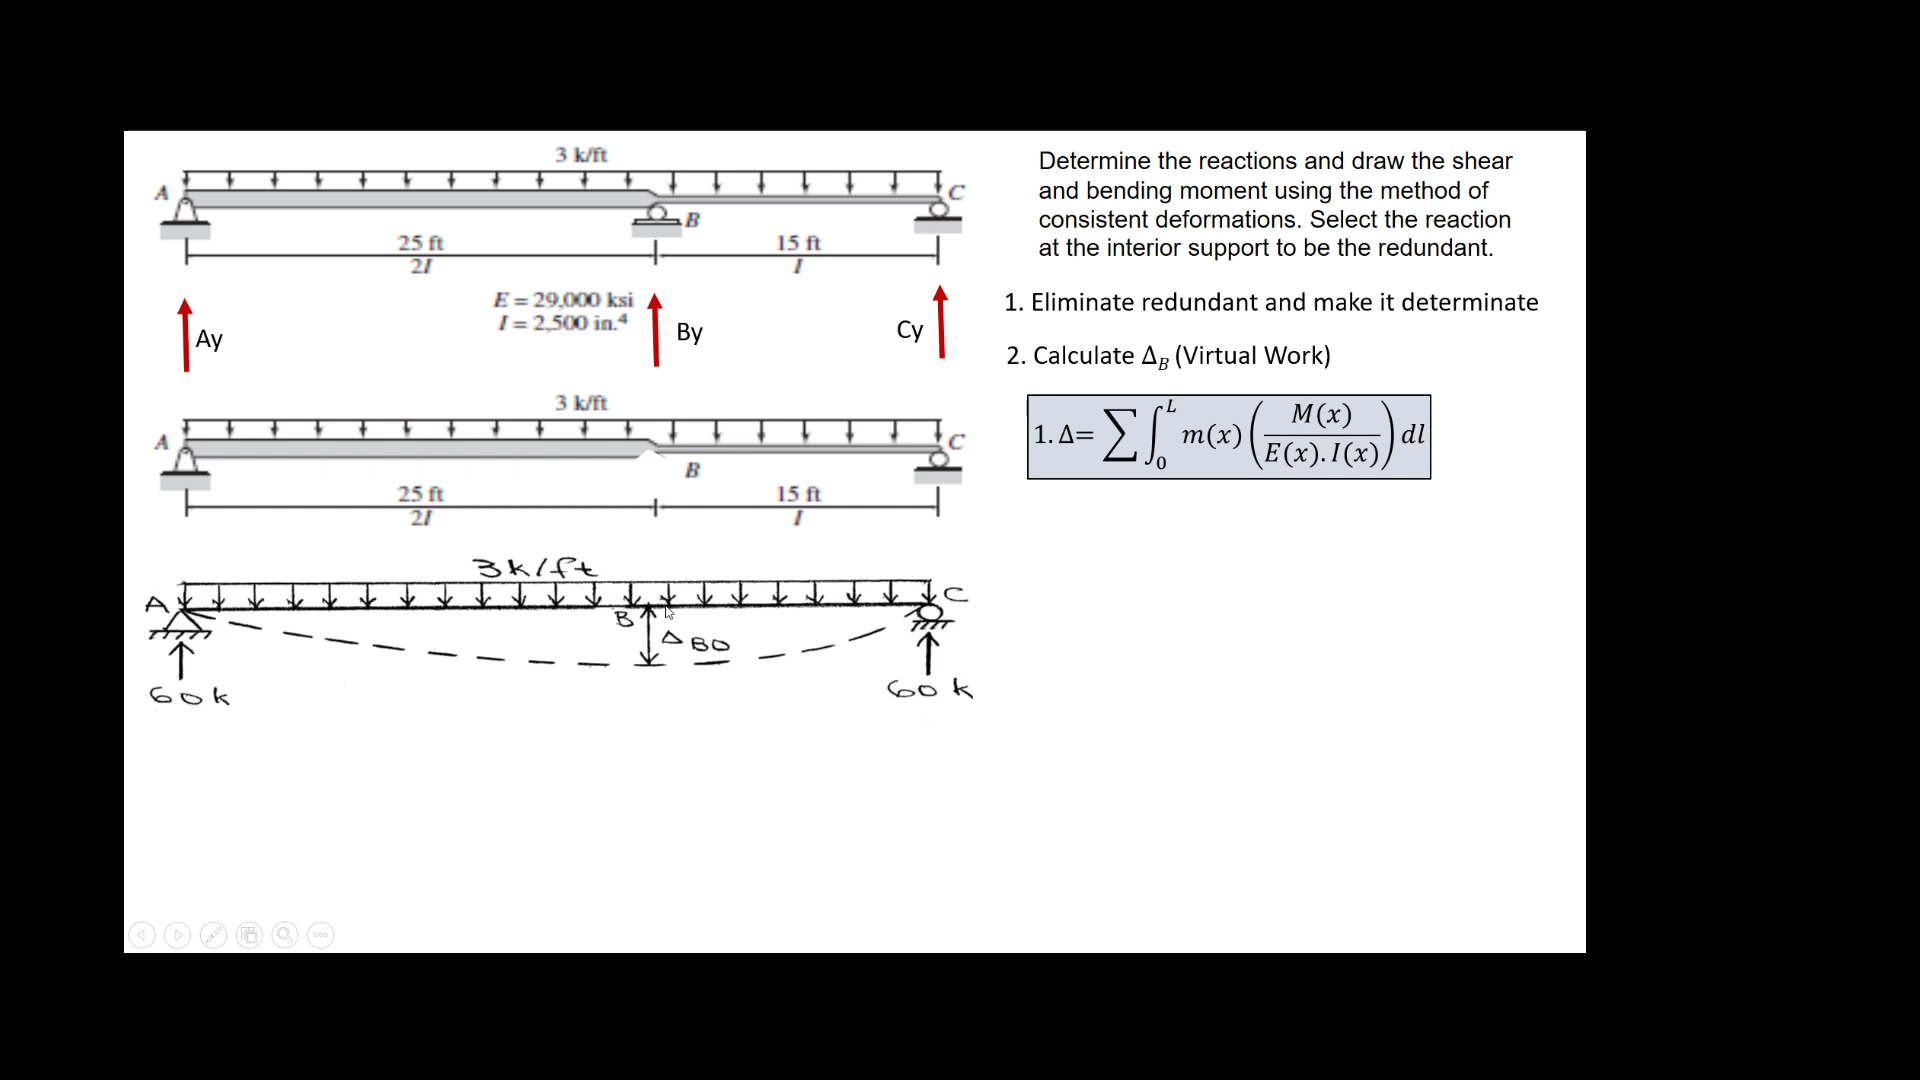 3 k/ft
A
C
B
25 ft
15 ft
2I
I
E = 29,000 ksi
I = 2,500 in.⁴
Ay
By
Cy
3 k/ft
A
C
B
25 ft
15 ft
2I
I
3k/ft
A
C
B
Δ BO
60 k
60 k
Determine the reactions and draw the shear
and bending moment using the method of
consistent deformations. Select the reaction
at the interior support to be the redundant.
1. Eliminate redundant and make it determinate
2. Calculate Δ_B (Virtual Work)
1. Δ= ∑ ∫₀ᴸ m(x) (M(x) / E(x). I(x)) dl